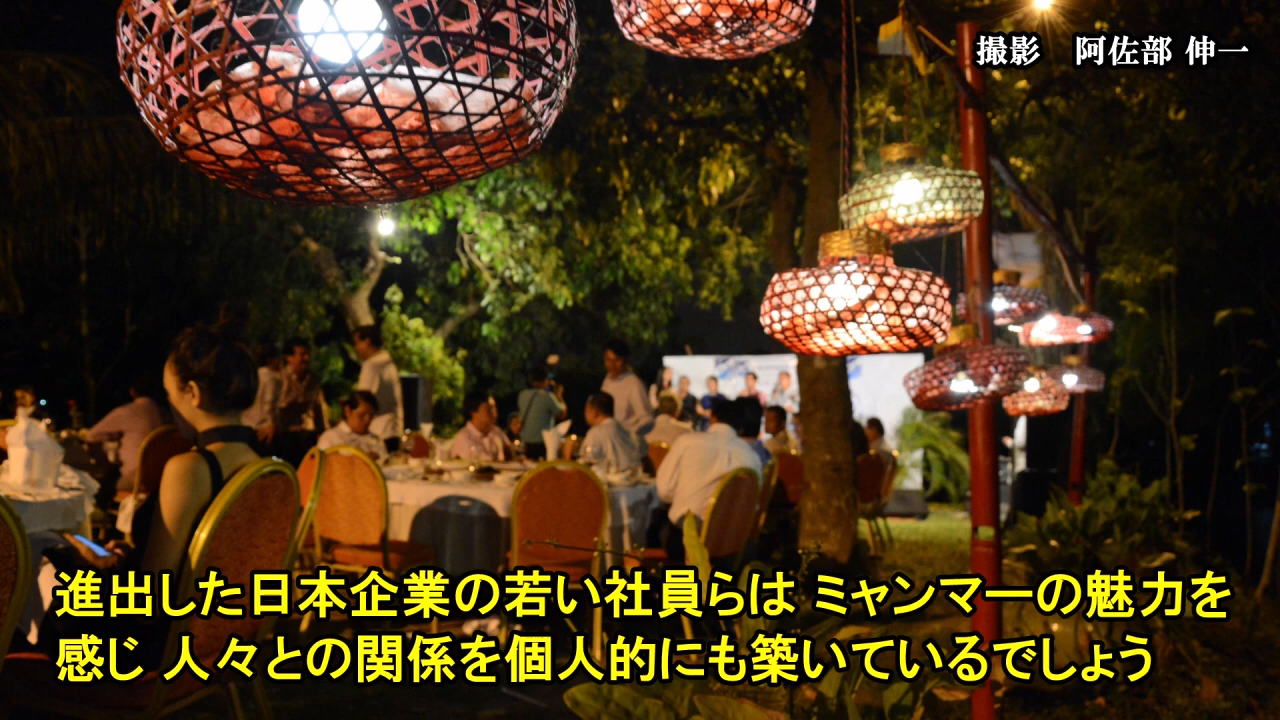 撮影　阿佐部 伸一
進出した日本企業の若い社員らは ミャンマーの魅力を
感じ 人々との関係を個人的にも築いているでしょう